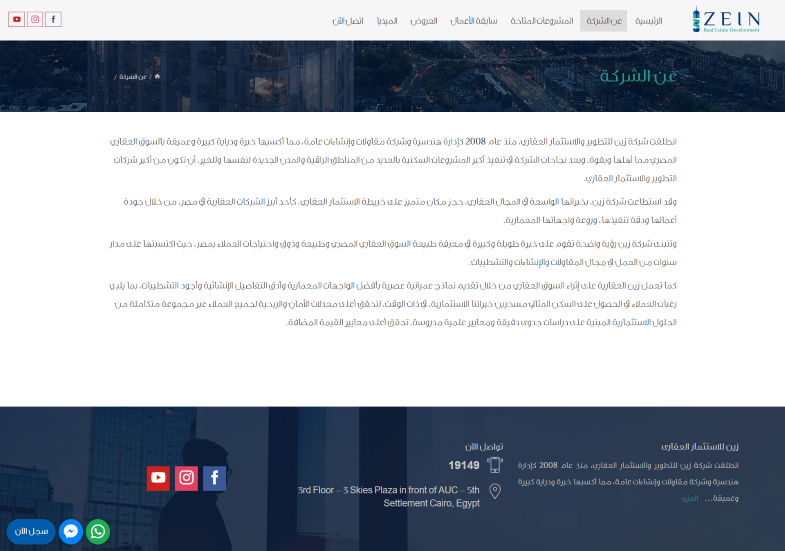 ZEIN
Real Estate Development
الرئيسية
عن الشركة
المشروعات المتاحة
سابقة الأعمال
العروض
الميديا
اتصل الآن
عن الشركة
/ عن الشركة /
انطلقت شركة زين للتطوير والاستثمار العقاري، منذ عام 2008 كإدارة هندسية وشركة مقاولات وإنشاءات عامة، مما أكسبها خبرة ودراية كبيرة وعميقة بالسوق العقاري
المصري مما أهلها وبقوة، وبعد نجاحات الشركة في تنفيذ أكبر المشروعات السكنية بالعديد من المناطق الراقية والمدن الجديدة لنفسها وللغير، أن تكون من أكبر شركات
التطوير والاستثمار العقاري.
وقد استطاعت شركة زين، بخبراتها الواسعة في المجال العقاري، حجز مكان متميز على خريطة الاستثمار العقاري، كأحد أبرز الشركات العقارية في مصر، من خلال جودة
أعمالها ودقة تنفيذها، وروعة واجهاتها المعمارية.
وتتبنى شركة زين رؤية واضحة تقوم على خبرة طويلة وكبيرة في معرفة طبيعة السوق العقاري المصري وطبيعة وذوق واحتياجات العملاء بمصر، حيث اكتسبتها على مدار
سنوات من العمل في مجال المقاولات والإنشاءات والتشطيبات.
كما تعمل زين العقارية على إثراء السوق العقاري من خلال تقديم نماذج عمرانية عصرية بأفضل الواجهات المعمارية وأدق التفاصيل الإنشائية وأجود التشطيبات، بما يلبي
رغبات العملاء في الحصول على السكن المثالي مسخرين خبراتنا الاستثمارية، في ذات الوقت، لتحقق أعلى معدلات الأمان والربحية لجميع العملاء عبر مجموعة متكاملة من
الحلول الاستثمارية المبنية على دراسات جدوى دقيقة ومعايير علمية مدروسة، تحقق أعلى معايير القيمة المضافة.
زين للاستثمار العقارى
انطلقت شركة زين للتطوير والاستثمار العقاري، منذ عام 2008 كإدارة
هندسية وشركة مقاولات وإنشاءات عامة، مما أكسبها خبرة ودراية كبيرة
وعميقة... المزيد
تواصل الآن
19149
3rd Floor – 3 Skies Plaza in front of AUC – 5th
Settlement Cairo, Egypt
سجل الآن